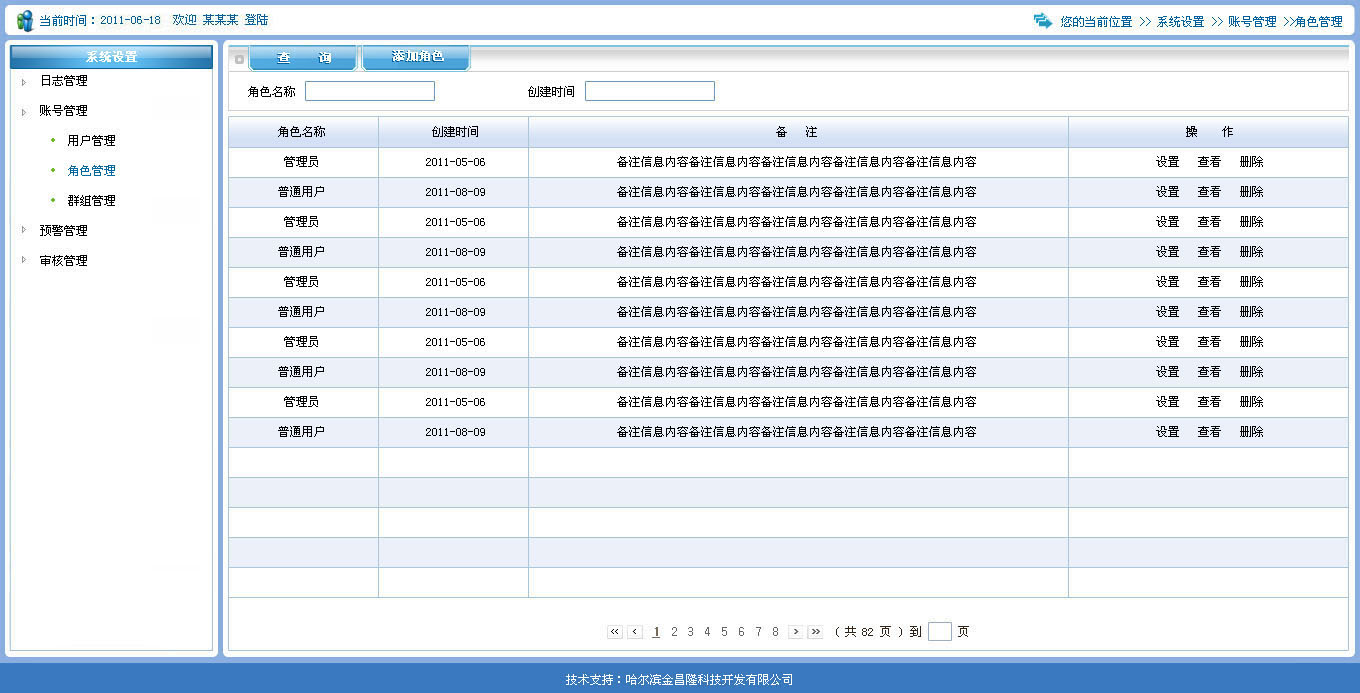 当前时间：2011-06-18 欢迎 某某某 登陆
您的当前位置 >> 系统设置 >> 账号管理 >>角色管理
系统设置
日志管理
账号管理
用户管理
角色管理
群组管理
预警管理
审核管理
查 询 添加角色
角色名称 创建时间
角色名称 创建时间 备 注 操 作
管理员 2011-05-06 备注信息内容备注信息内容备注信息内容备注信息内容备注信息内容 设置 查看 删除
普通用户 2011-08-09 备注信息内容备注信息内容备注信息内容备注信息内容备注信息内容 设置 查看 删除
管理员 2011-05-06 备注信息内容备注信息内容备注信息内容备注信息内容备注信息内容 设置 查看 删除
普通用户 2011-08-09 备注信息内容备注信息内容备注信息内容备注信息内容备注信息内容 设置 查看 删除
管理员 2011-05-06 备注信息内容备注信息内容备注信息内容备注信息内容备注信息内容 设置 查看 删除
普通用户 2011-08-09 备注信息内容备注信息内容备注信息内容备注信息内容备注信息内容 设置 查看 删除
管理员 2011-05-06 备注信息内容备注信息内容备注信息内容备注信息内容备注信息内容 设置 查看 删除
普通用户 2011-08-09 备注信息内容备注信息内容备注信息内容备注信息内容备注信息内容 设置 查看 删除
管理员 2011-05-06 备注信息内容备注信息内容备注信息内容备注信息内容备注信息内容 设置 查看 删除
普通用户 2011-08-09 备注信息内容备注信息内容备注信息内容备注信息内容备注信息内容 设置 查看 删除
<< < 1 2 3 4 5 6 7 8 > >> ( 共 82 页 ) 到 页
技术支持：哈尔滨金昌隆科技开发有限公司